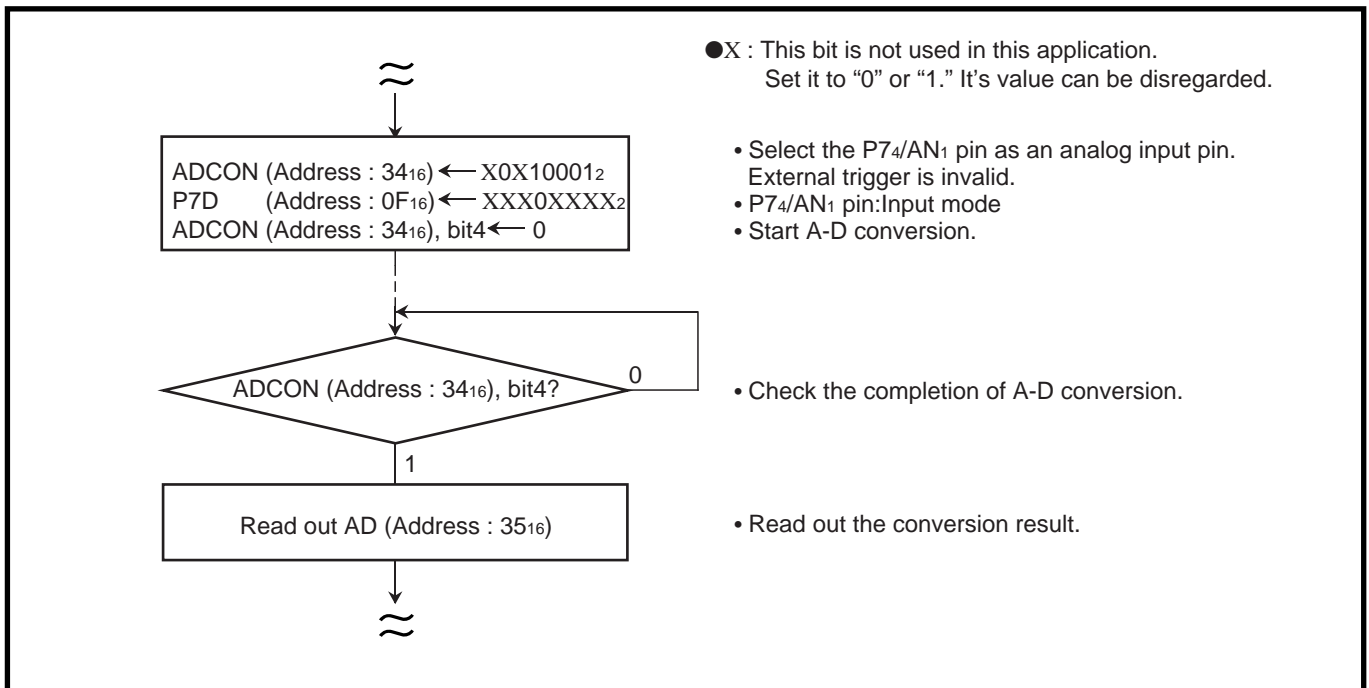 ●X : This bit is not used in this application.
Set it to “0” or “1.” It’s value can be disregarded.
ADCON (Address : 34₁₆) ← X0X10001₂
P7D (Address : 0F₁₆) ← XXX0XXXX₂
ADCON (Address : 34₁₆), bit4 ← 0
• Select the P7₄/AN₁ pin as an analog input pin.
External trigger is invalid.
• P7₄/AN₁ pin:Input mode
• Start A-D conversion.
ADCON (Address : 34₁₆), bit4?
0
• Check the completion of A-D conversion.
1
Read out AD (Address : 35₁₆)
• Read out the conversion result.